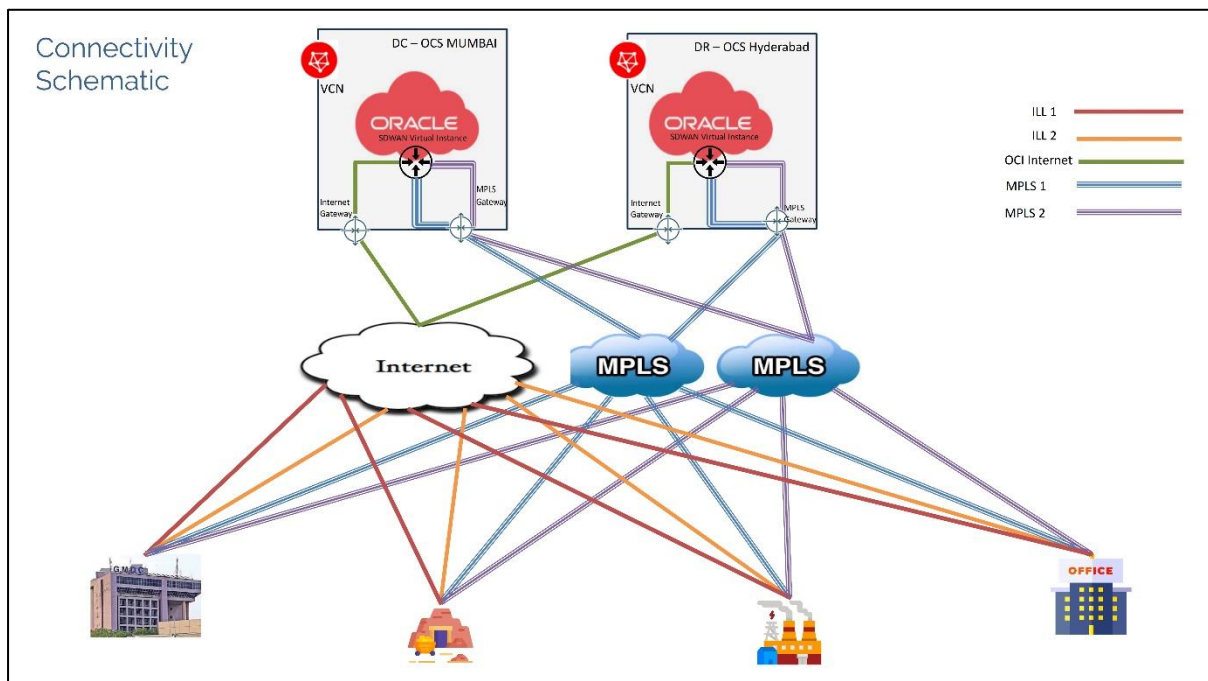 Connectivity
Schematic
DC – OCS MUMBAI
VCN
ORACLE
SDWAN Virtual Instance
Internet
Gateway
MPLS
Gateway
DR – OCS Hyderabad
VCN
ORACLE
SDWAN Virtual Instance
Internet
Gateway
MPLS
Gateway
ILL 1
ILL 2
OCI Internet
MPLS 1
MPLS 2
Internet
MPLS
MPLS
OFFICE